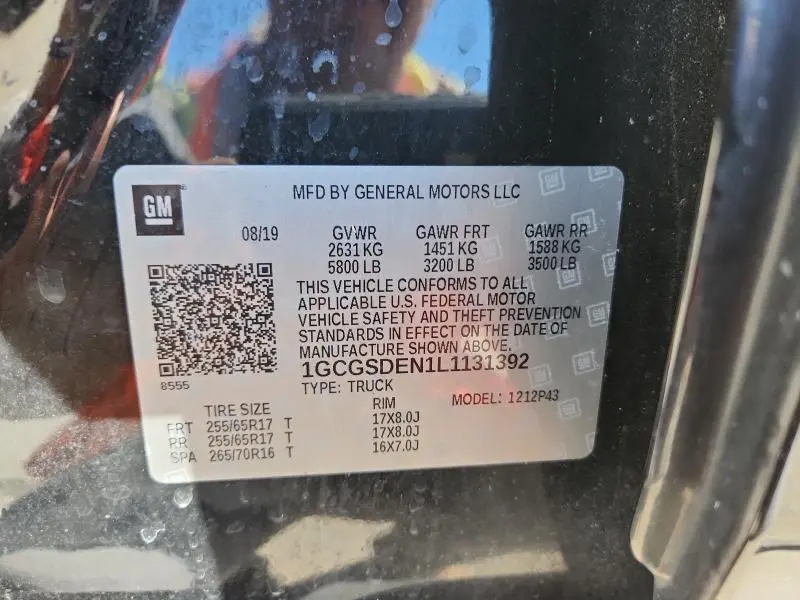 GM
MFD BY GENERAL MOTORS LLC
08/19 GVWR GAWR FRT GAWR RR
2631 KG 1451 KG 1588 KG
5800 LB 3200 LB 3500 LB
THIS VEHICLE CONFORMS TO ALL
APPLICABLE U.S. FEDERAL MOTOR
VEHICLE SAFETY AND THEFT PREVENTION
STANDARDS IN EFFECT ON THE DATE OF
MANUFACTURE SHOWN ABOVE.
8555
1GCGSDEN1L1131392
TYPE: TRUCK MODEL: 1212P43
TIRE SIZE RIM
FRT 255/65R17 T 17X8.0J
RR 255/65R17 T 17X8.0J
SPA 265/70R16 T 16X7.0J